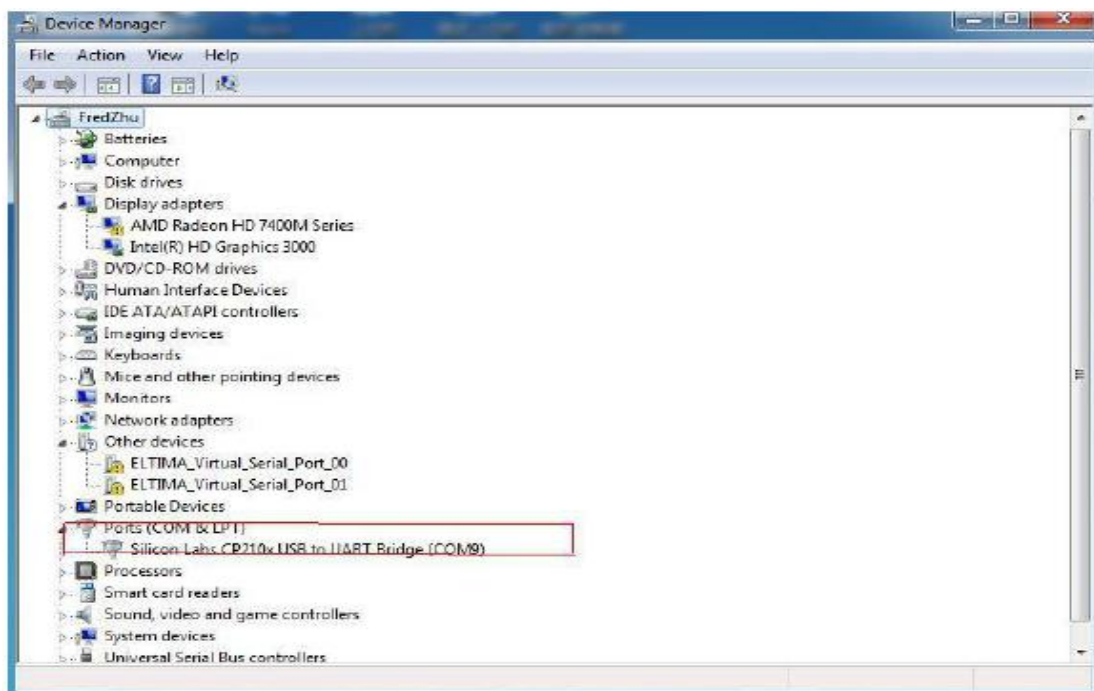 Device Manager
File Action View Help
FredZhu
Batteries
Computer
Disk drives
Display adapters
AMD Radeon HD 7400M Series
Intel(R) HD Graphics 3000
DVD/CD-ROM drives
Human Interface Devices
IDE ATA/ATAPI controllers
Imaging devices
Keyboards
Mice and other pointing devices
Monitors
Network adapters
Other devices
ELTIMA_Virtual_Serial_Port_00
ELTIMA_Virtual_Serial_Port_01
Portable Devices
Ports (COM & LPT)
Silicon Labs CP210x USB to UART Bridge (COM9)
Processors
Smart card readers
Sound, video and game controllers
System devices
Universal Serial Bus controllers